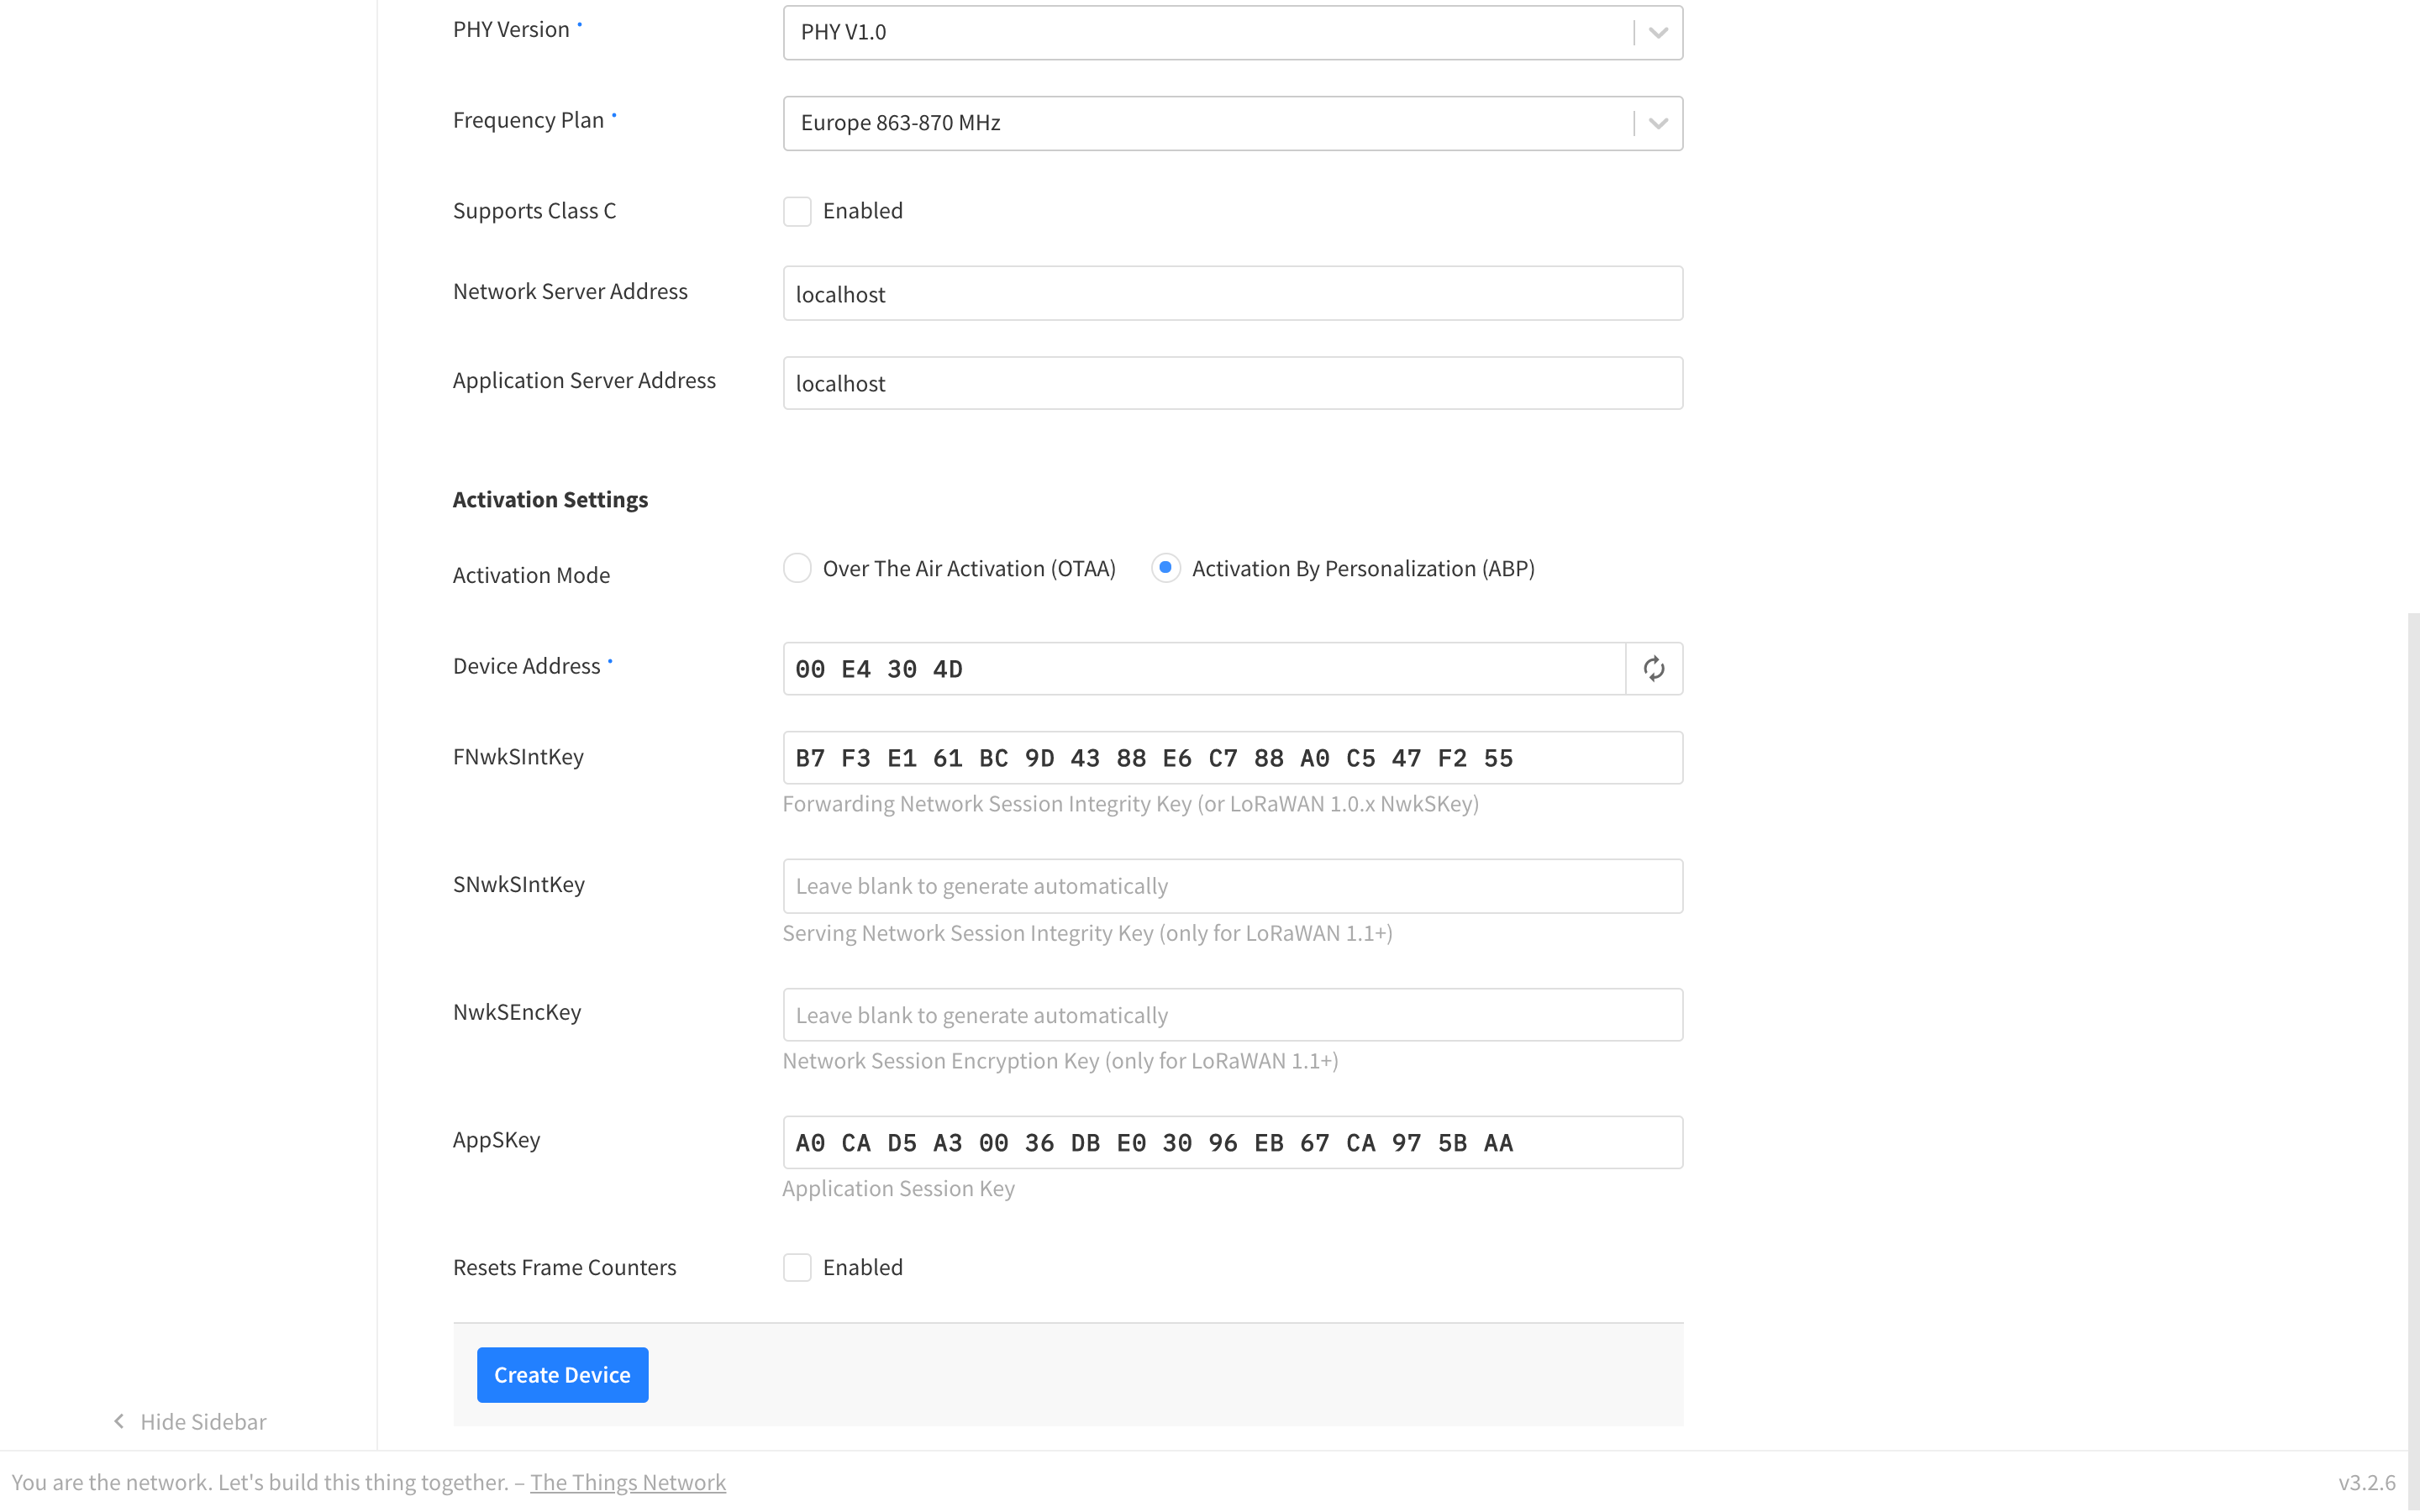 PHY Version PHY V1.0
Frequency Plan Europe 863-870 MHz
Supports Class C Enabled
Network Server Address localhost
Application Server Address localhost
Activation Settings
Activation Mode Over The Air Activation (OTAA) Activation By Personalization (ABP)
Device Address 00 E4 30 4D
FNwkSIntKey B7 F3 E1 61 BC 9D 43 88 E6 C7 88 A0 C5 47 F2 55
Forwarding Network Session Integrity Key (or LoRaWAN 1.0.x NwkSKey)
SNwkSIntKey Leave blank to generate automatically
Serving Network Session Integrity Key (only for LoRaWAN 1.1+)
NwkSEncKey Leave blank to generate automatically
Network Session Encryption Key (only for LoRaWAN 1.1+)
AppSKey A0 CA D5 A3 00 36 DB E0 30 96 EB 67 CA 97 5B AA
Application Session Key
Resets Frame Counters Enabled
Create Device
Hide Sidebar
You are the network. Let's build this thing together. – The Things Network v3.2.6